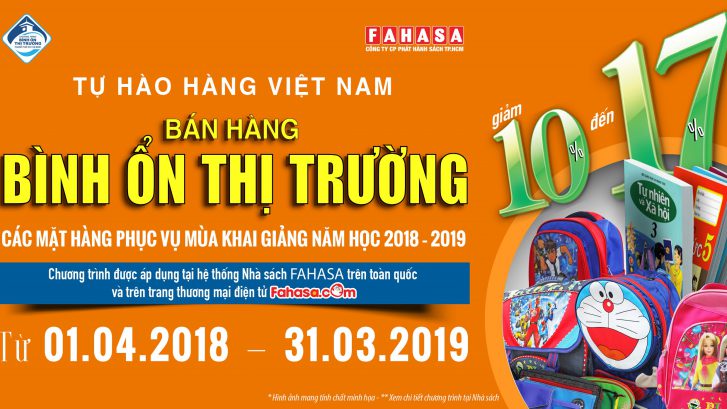 BÌNH ỔN THỊ TRƯỜNG
FAHASA
CÔNG TY CP PHÁT HÀNH SÁCH TP.HCM
TỰ HÀO HÀNG VIỆT NAM
giảm 10% đến 17%
BÁN HÀNG
BÌNH ỔN THỊ TRƯỜNG
CÁC MẶT HÀNG PHỤC VỤ MÙA KHAI GIẢNG NĂM HỌC 2018 - 2019
Chương trình được áp dụng tại hệ thống Nhà sách FAHASA trên toàn quốc
và trên trang thương mại điện tử Fahasa.com
Từ 01.04.2018 – 31.03.2019
Tự nhiên
và Xã hội
3
5
* Hình ảnh mang tính chất minh họa - ** Xem chi tiết chương trình tại Nhà sách